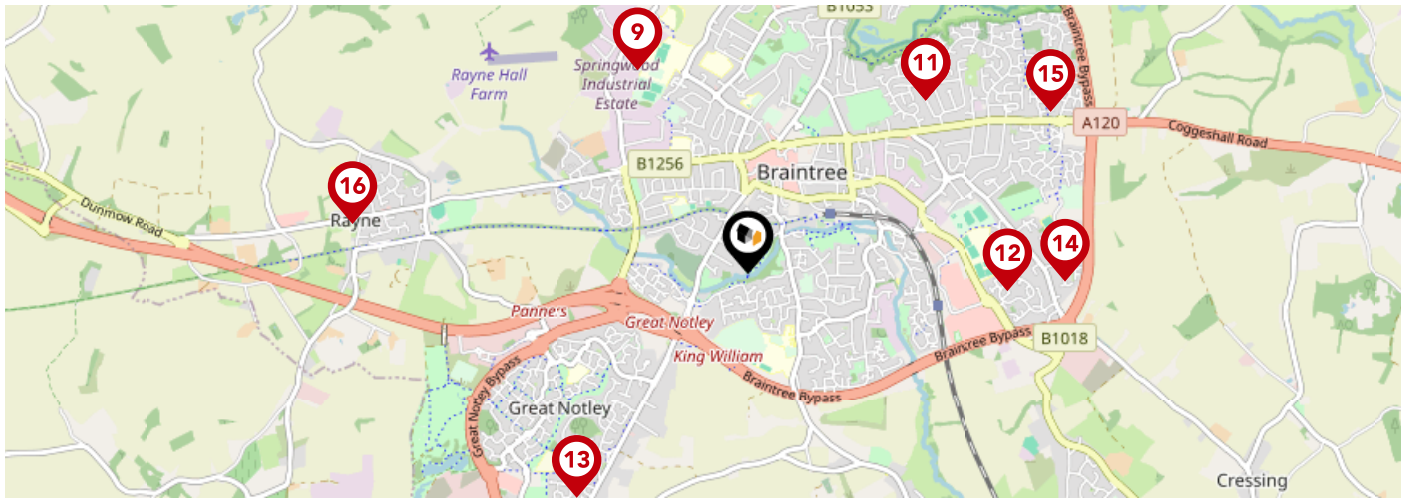 B1053
9
Rayne Hall
Farm
Springwood
Industrial
Estate
11
15
Braintree Bypass
A120
Coggeshall Road
B1256
Braintree
16
Rayne
Dunmow Road
12
14
Panners
Great Notley
King William
B1018
Braintree Bypass
Braintree Bypass
Great Notley Bypass
Great Notley
13
Cressing